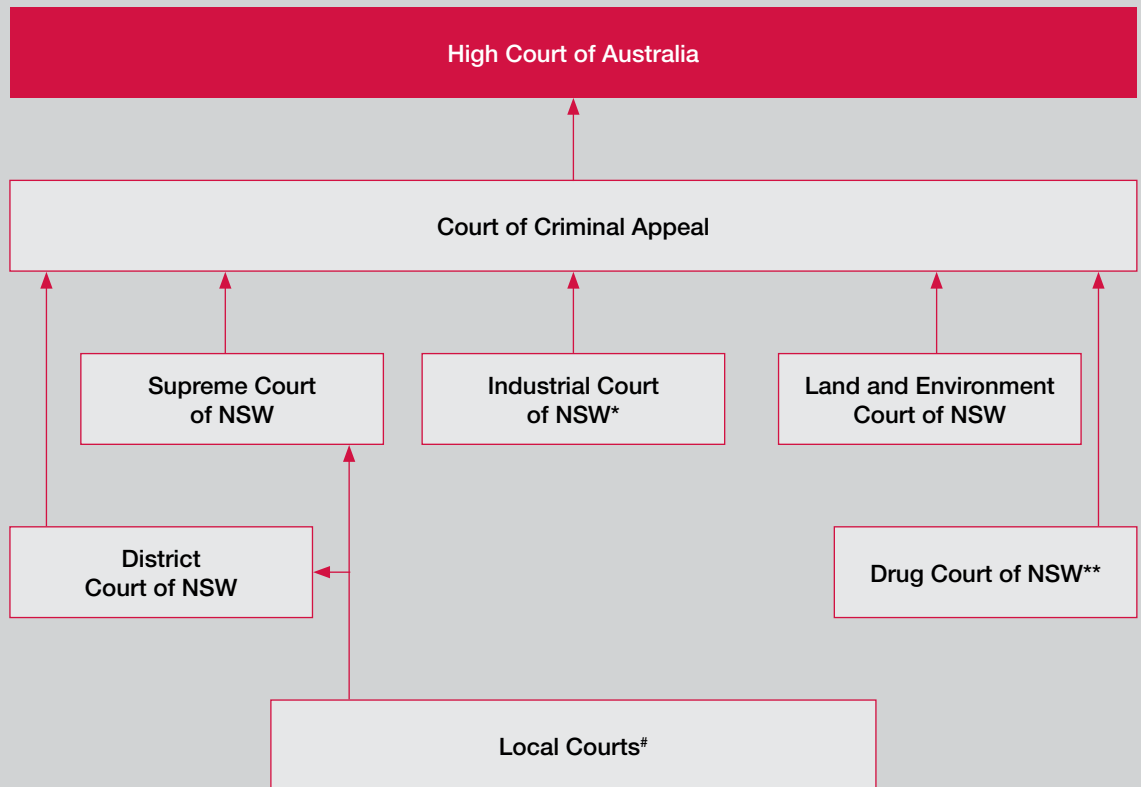 High Court of Australia
Court of Criminal Appeal
Supreme Court
of NSW
Industrial Court
of NSW*
Land and Environment
Court of NSW
District
Court of NSW
Drug Court of NSW**
Local Courts#